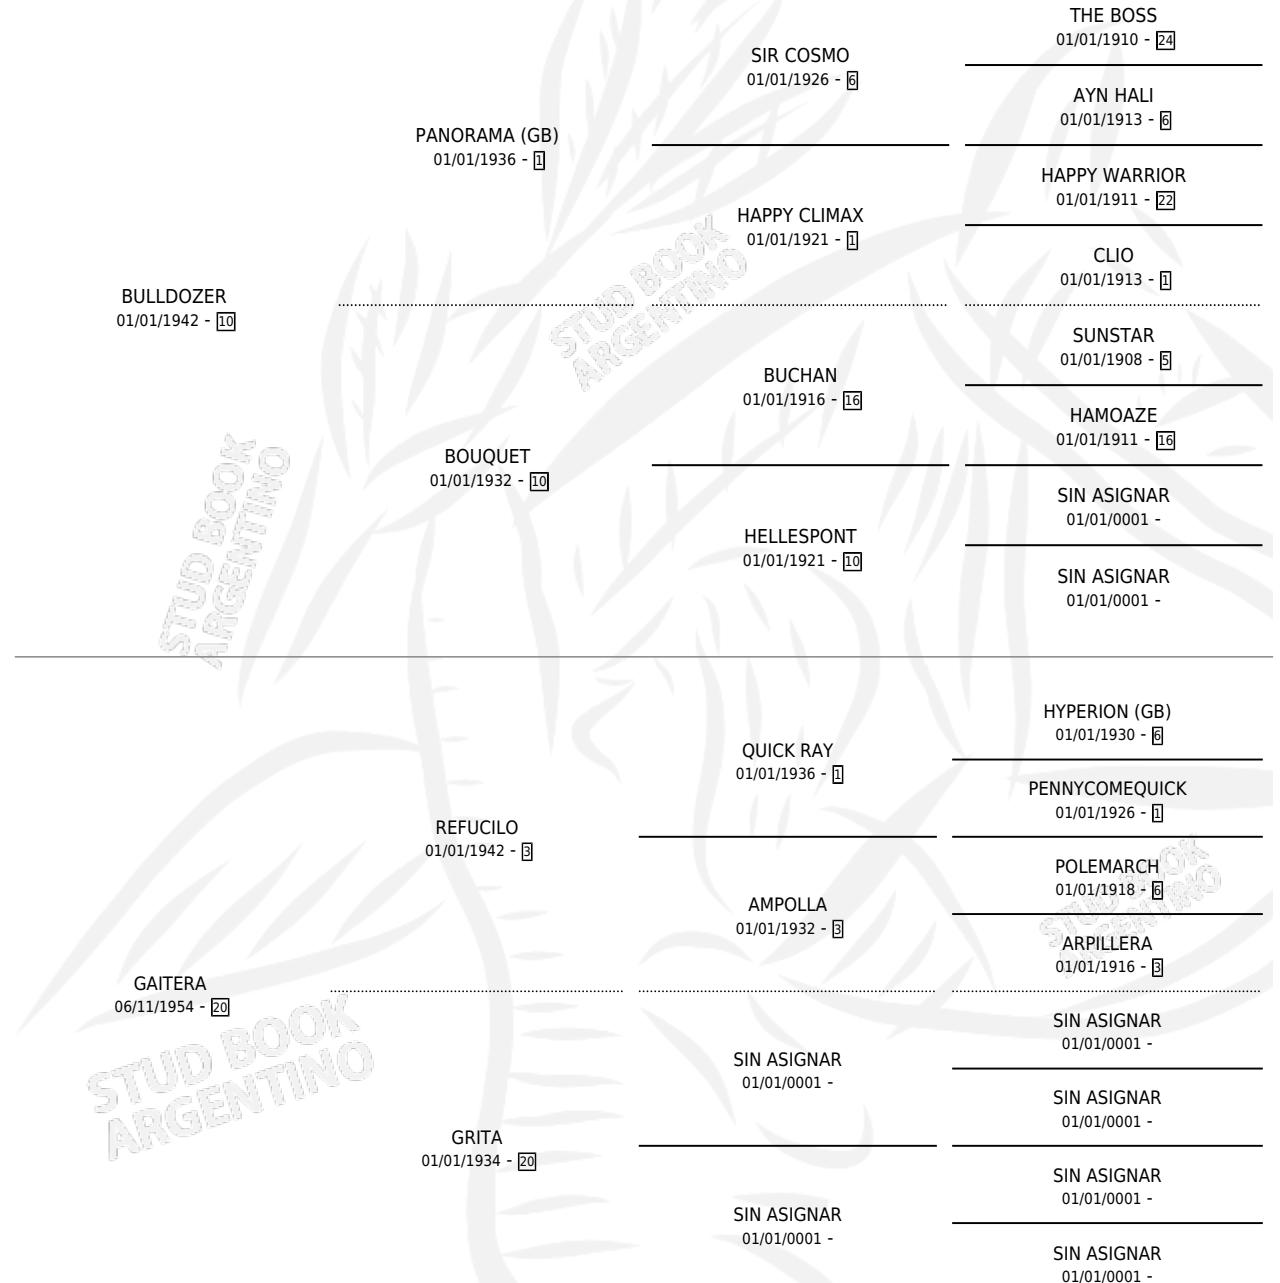 THE BOSS
01/01/1910 - 24
SIR COSMO
01/01/1926 - 6
AYN HALI
01/01/1913 - 6
PANORAMA (GB)
01/01/1936 - 1
HAPPY WARRIOR
01/01/1911 - 22
HAPPY CLIMAX
01/01/1921 - 1
CLIO
01/01/1913 - 1
BULLDOZER
01/01/1942 - 10
SUNSTAR
01/01/1908 - 5
BUCHAN
01/01/1916 - 16
HAMOAZE
01/01/1911 - 16
BOUQUET
01/01/1932 - 10
SIN ASIGNAR
01/01/0001 -
HELLESPONT
01/01/1921 - 10
SIN ASIGNAR
01/01/0001 -
HYPERION (GB)
01/01/1930 - 6
QUICK RAY
01/01/1936 - 1
PENNYCOMEQUICK
01/01/1926 - 1
REFUCILO
01/01/1942 - 3
POLEMARCH
01/01/1918 - 6
AMPOLLA
01/01/1932 - 3
ARPILLERA
01/01/1916 - 3
GAITERA
06/11/1954 - 20
SIN ASIGNAR
01/01/0001 -
SIN ASIGNAR
01/01/0001 -
SIN ASIGNAR
01/01/0001 -
GRITA
01/01/1934 - 20
SIN ASIGNAR
01/01/0001 -
SIN ASIGNAR
01/01/0001 -
SIN ASIGNAR
01/01/0001 -
STUD BOOK
ARGENTINO
STUD BOOK
ARGENTINO
STUD BOOK
ARGENTINO
STUD BOOK
ARGENTINO